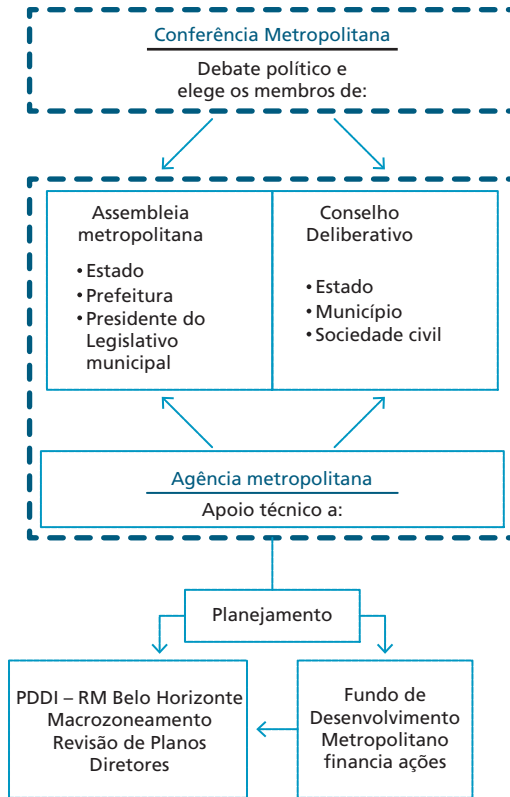 Conferência Metropolitana
Debate político e
elege os membros de:
Assembleia
metropolitana
• Estado
• Prefeitura
• Presidente do
Legislativo
municipal
Conselho
Deliberativo
• Estado
• Município
• Sociedade civil
Agência metropolitana
Apoio técnico a:
Planejamento
PDDI – RM Belo Horizonte
Macrozoneamento
Revisão de Planos
Diretores
Fundo de
Desenvolvimento
Metropolitano
financia ações